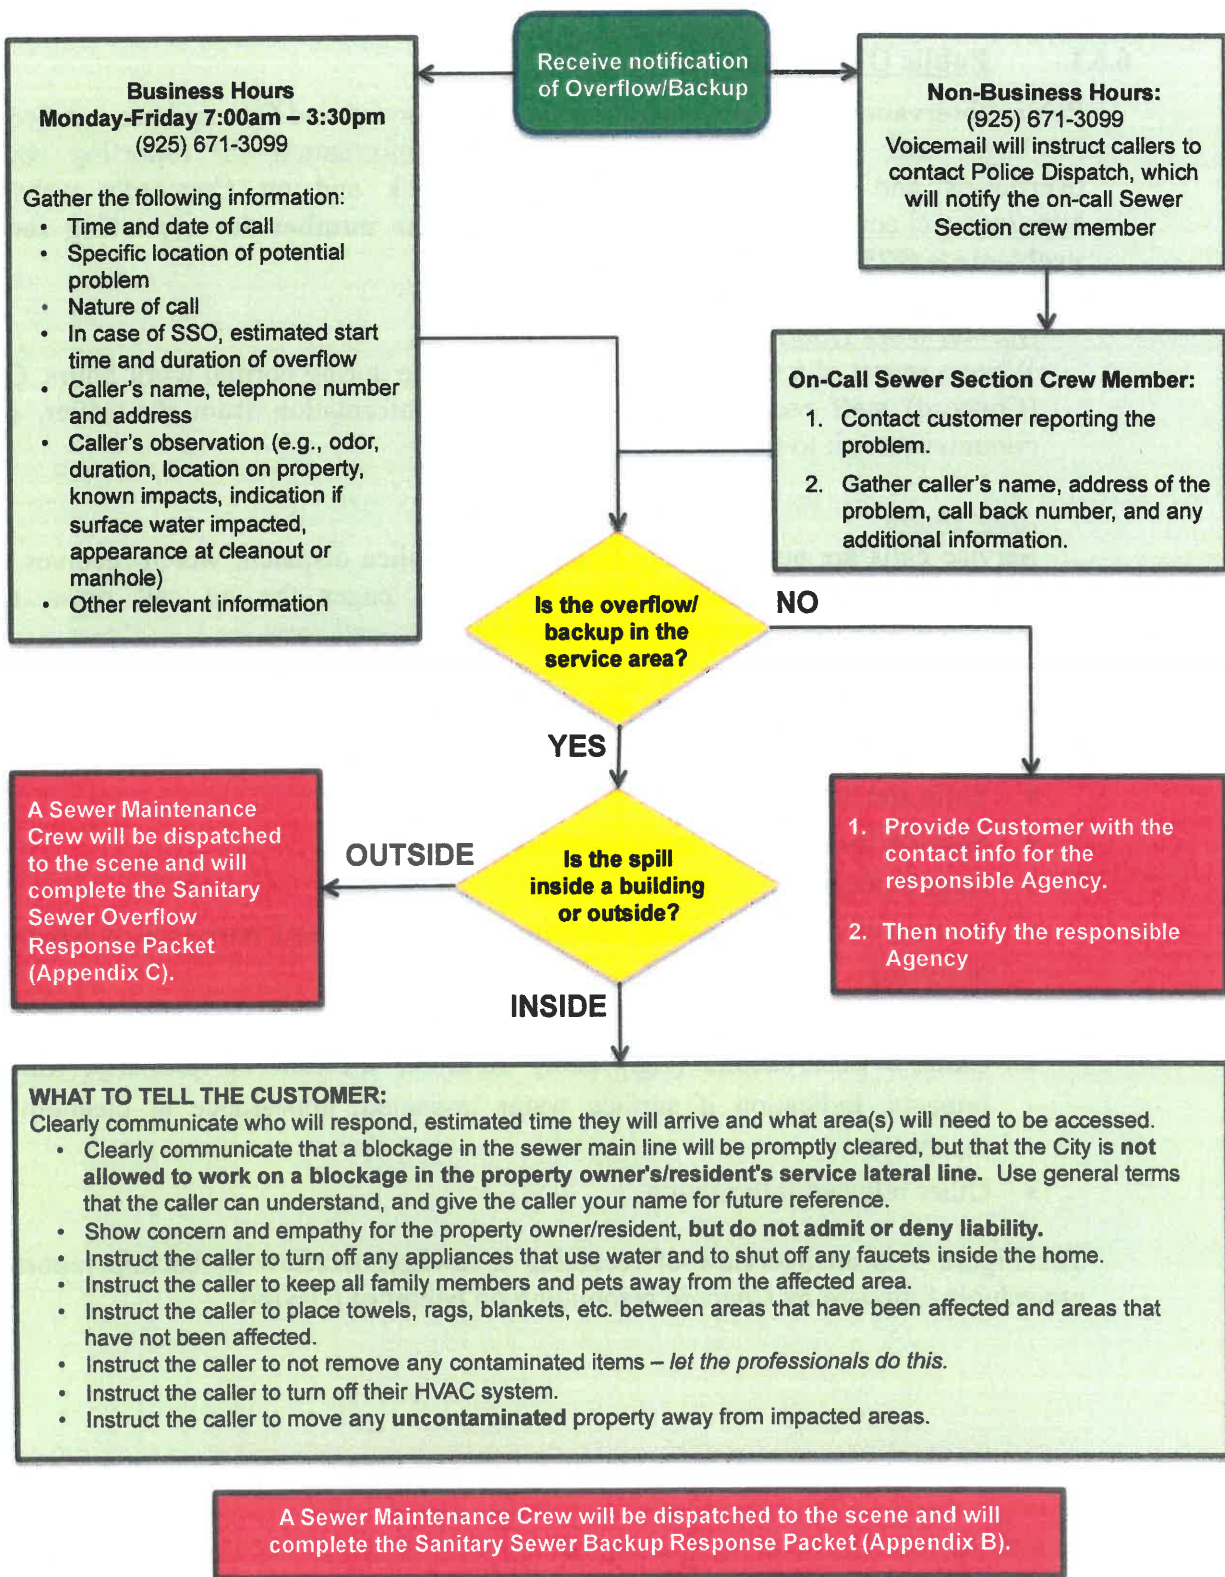 Receive notification
of Overflow/Backup
Business Hours
Monday-Friday 7:00am – 3:30pm
(925) 671-3099
Gather the following information:
• Time and date of call
• Specific location of potential
problem
• Nature of call
• In case of SSO, estimated start
time and duration of overflow
• Caller's name, telephone number
and address
• Caller's observation (e.g., odor,
duration, location on property,
known impacts, indication if
surface water impacted,
appearance at cleanout or
manhole)
• Other relevant information
Non-Business Hours:
(925) 671-3099
Voicemail will instruct callers to
contact Police Dispatch, which
will notify the on-call Sewer
Section crew member
On-Call Sewer Section Crew Member:
1. Contact customer reporting the
problem.
2. Gather caller's name, address of the
problem, call back number, and any
additional information.
Is the overflow/
backup in the
service area?
NO
YES
1. Provide Customer with the
contact info for the
responsible Agency.
2. Then notify the responsible
Agency
Is the spill
inside a building
or outside?
OUTSIDE
A Sewer Maintenance
Crew will be dispatched
to the scene and will
complete the Sanitary
Sewer Overflow
Response Packet
(Appendix C).
INSIDE
WHAT TO TELL THE CUSTOMER:
Clearly communicate who will respond, estimated time they will arrive and what area(s) will need to be accessed.
• Clearly communicate that a blockage in the sewer main line will be promptly cleared, but that the City is not
allowed to work on a blockage in the property owner's/resident's service lateral line. Use general terms
that the caller can understand, and give the caller your name for future reference.
• Show concern and empathy for the property owner/resident, but do not admit or deny liability.
• Instruct the caller to turn off any appliances that use water and to shut off any faucets inside the home.
• Instruct the caller to keep all family members and pets away from the affected area.
• Instruct the caller to place towels, rags, blankets, etc. between areas that have been affected and areas that
have not been affected.
• Instruct the caller to not remove any contaminated items – let the professionals do this.
• Instruct the caller to turn off their HVAC system.
• Instruct the caller to move any uncontaminated property away from impacted areas.
A Sewer Maintenance Crew will be dispatched to the scene and will
complete the Sanitary Sewer Backup Response Packet (Appendix B).